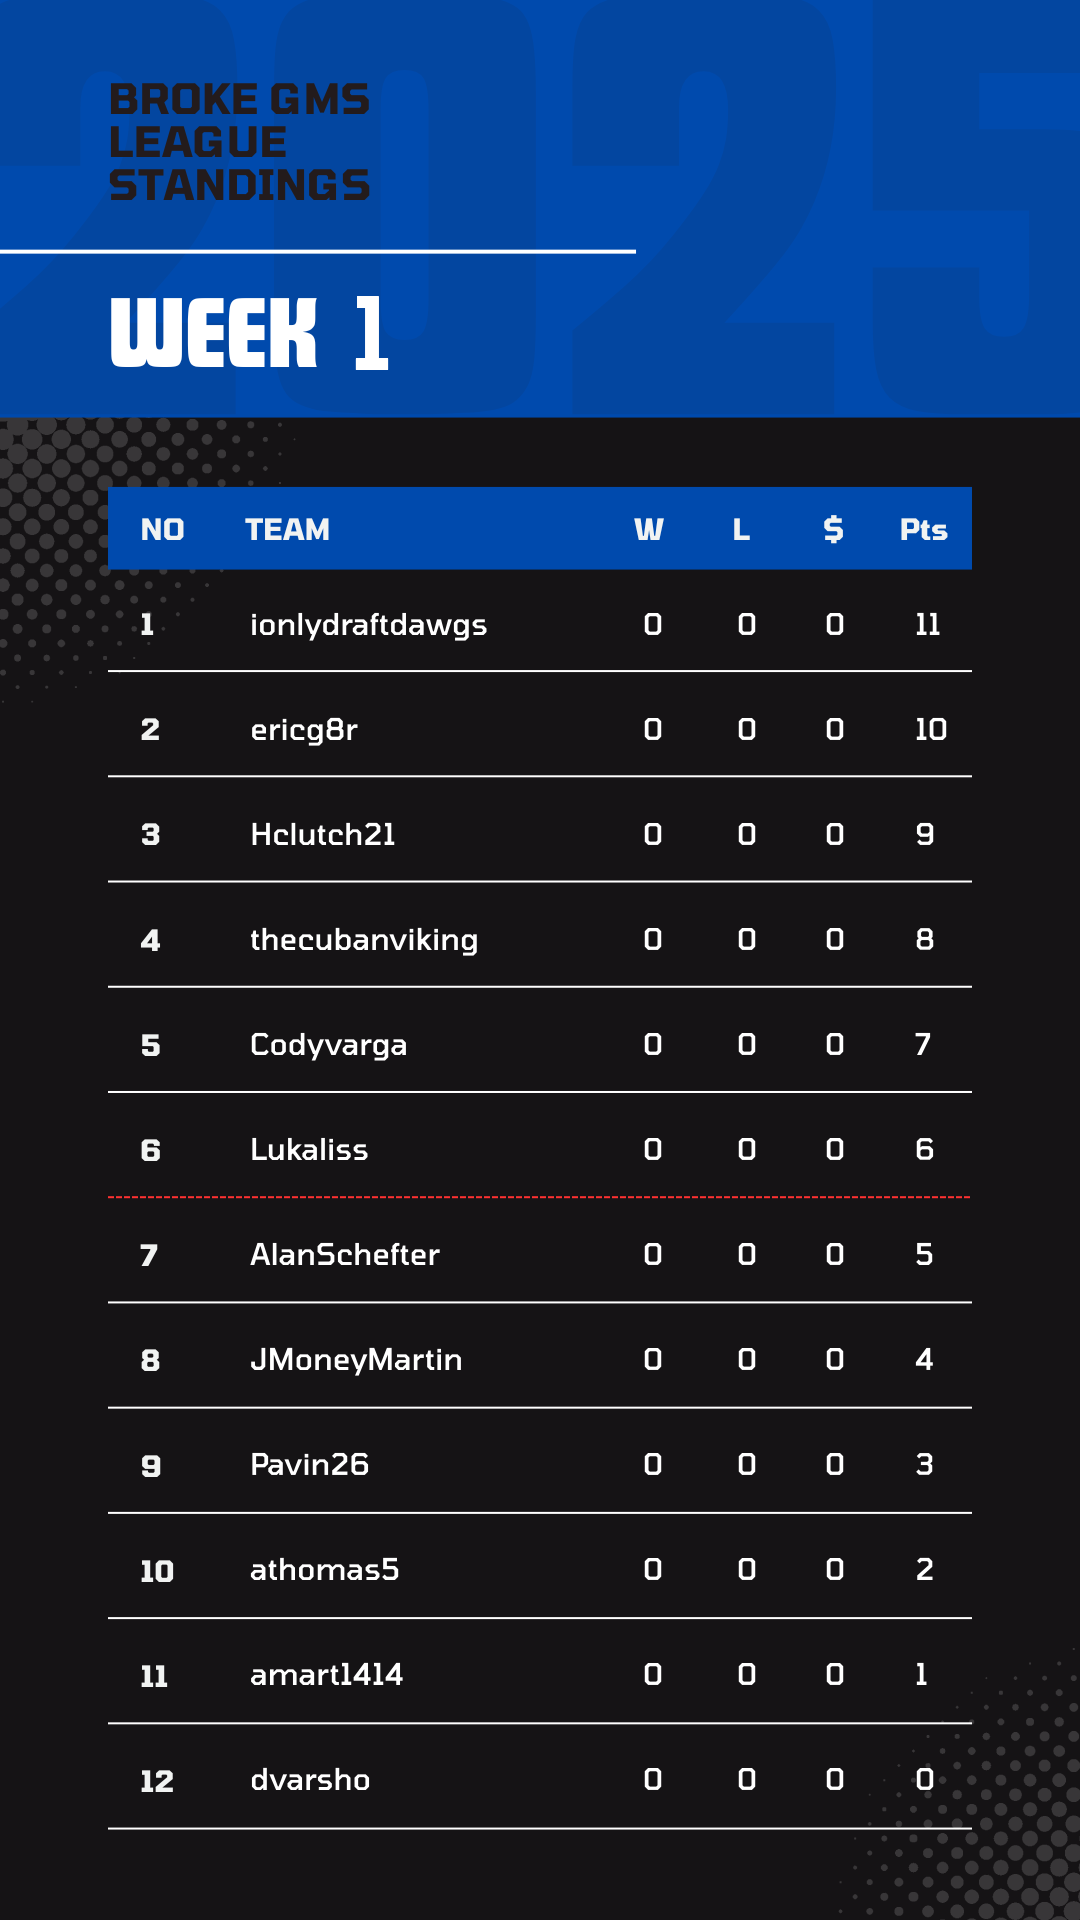 2025
BROKE GMS
LEAGUE
STANDINGS
WEEK 1
NO TEAM W L $ Pts
1 ionlydraftdawgs 0 0 0 11
2 ericg8r 0 0 0 10
3 Hclutch21 0 0 0 9
4 thecubanviking 0 0 0 8
5 Codyvarga 0 0 0 7
6 Lukaliss 0 0 0 6
7 AlanSchefter 0 0 0 5
8 JMoneyMartin 0 0 0 4
9 Pavin26 0 0 0 3
10 athomas5 0 0 0 2
11 amart1414 0 0 0 1
12 dvarsho 0 0 0 0